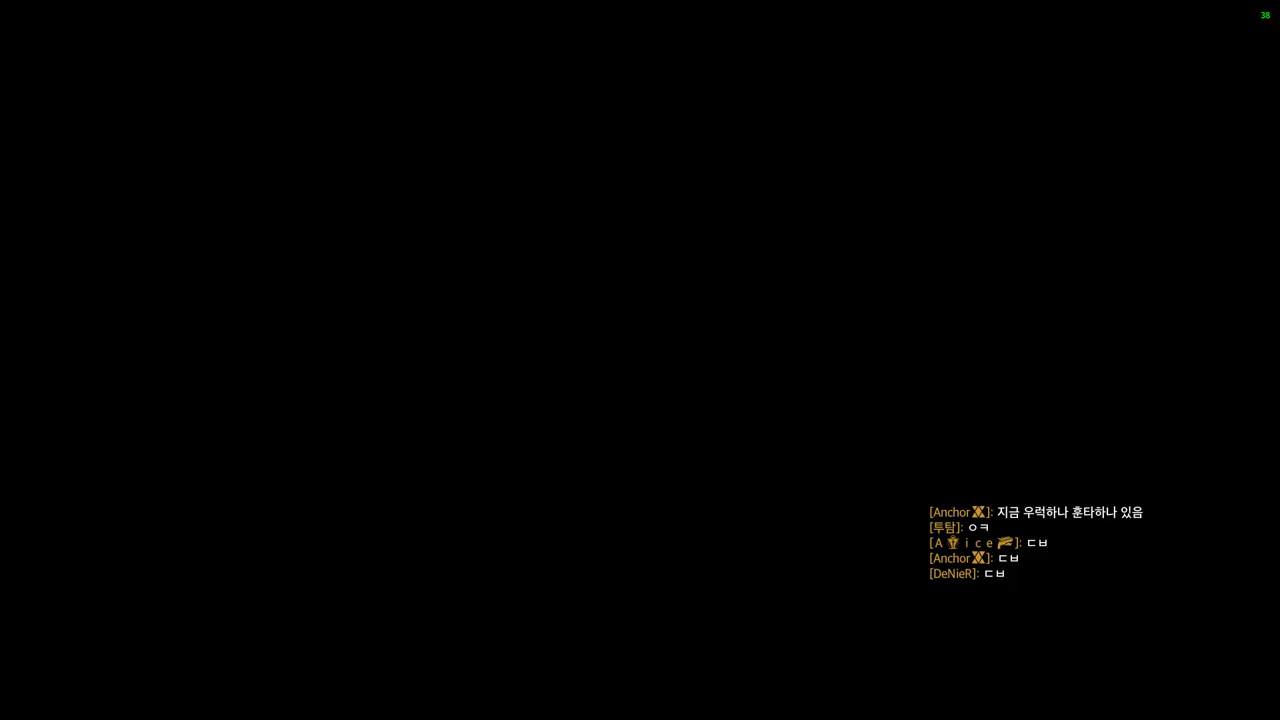 38
[Anchor]: 지금 우럭하나 훈타하나 있음
[투탐]: ㅇㅋ
[A i c e]: ㄷㅂ
[Anchor]: ㄷㅂ
[DeNieR]: ㄷㅂ